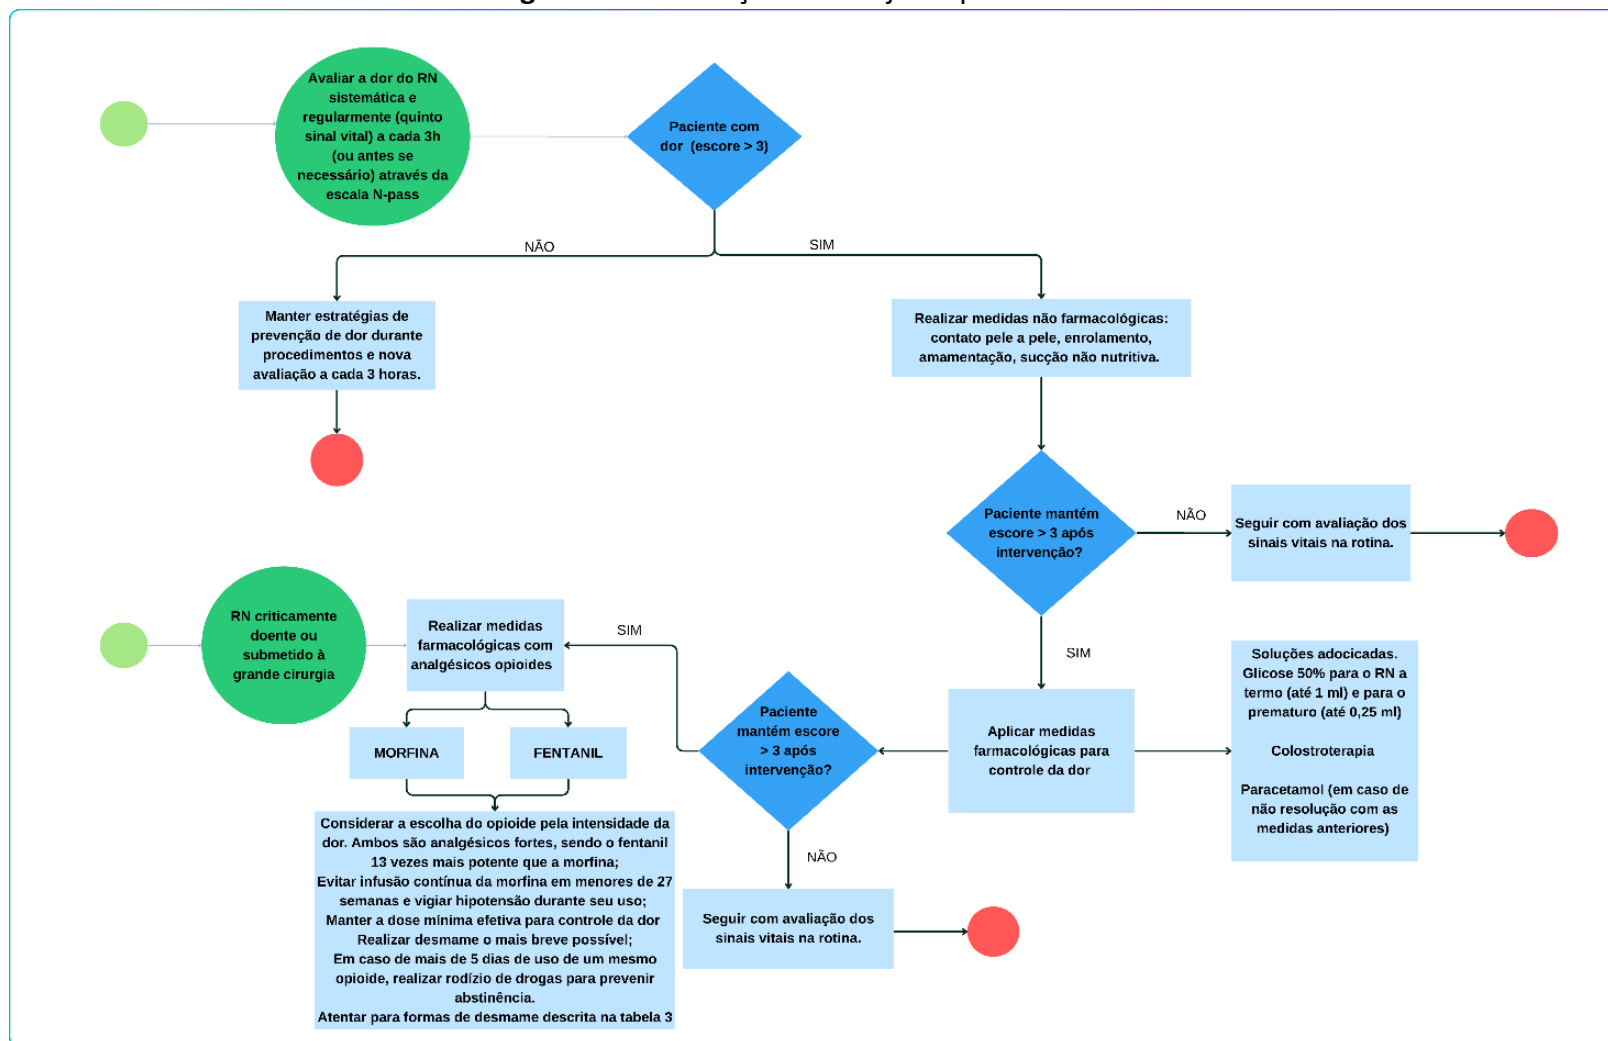 Avaliar a dor do RN
sistemática e
regularmente (quinto
sinal vital) a cada 3h
(ou antes se
necessário) através da
escala N-pass
Paciente com
dor (escore > 3)
NÃO
SIM
Manter estratégias de
prevenção de dor durante
procedimentos e nova
avaliação a cada 3 horas.
Realizar medidas não farmacológicas:
contato pele a pele, enrolamento,
amamentação, sucção não nutritiva.
Paciente mantém
escore > 3 após
intervenção?
NÃO
Seguir com avaliação dos
sinais vitais na rotina.
SIM
RN criticamente
doente ou
submetido à
grande cirurgia
Realizar medidas
farmacológicas com
analgésicos opioides
SIM
Paciente
mantém escore
> 3 após
intervenção?
Aplicar medidas
farmacológicas para
controle da dor
Soluções adocicadas.
Glicose 50% para o RN a
termo (até 1 ml) e para o
prematuro (até 0,25 ml)
Colostroterapia
Paracetamol (em caso de
não resolução com as
medidas anteriores)
MORFINA
FENTANIL
Considerar a escolha do opioide pela intensidade da
dor. Ambos são analgésicos fortes, sendo o fentanil
13 vezes mais potente que a morfina;
Evitar infusão contínua da morfina em menores de 27
semanas e vigiar hipotensão durante seu uso;
Manter a dose mínima efetiva para controle da dor
Realizar desmame o mais breve possível;
Em caso de mais de 5 dias de uso de um mesmo
opioide, realizar rodízio de drogas para prevenir
abstinência.
Atentar para formas de desmame descrita na tabela 3
NÃO
Seguir com avaliação dos
sinais vitais na rotina.